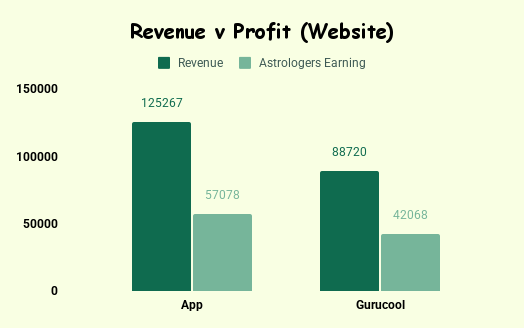 Revenue v Profit (Website)
Revenue Astrologers Earning
150000
125267
100000
88720
57078
42068
50000
0
App Gurucool